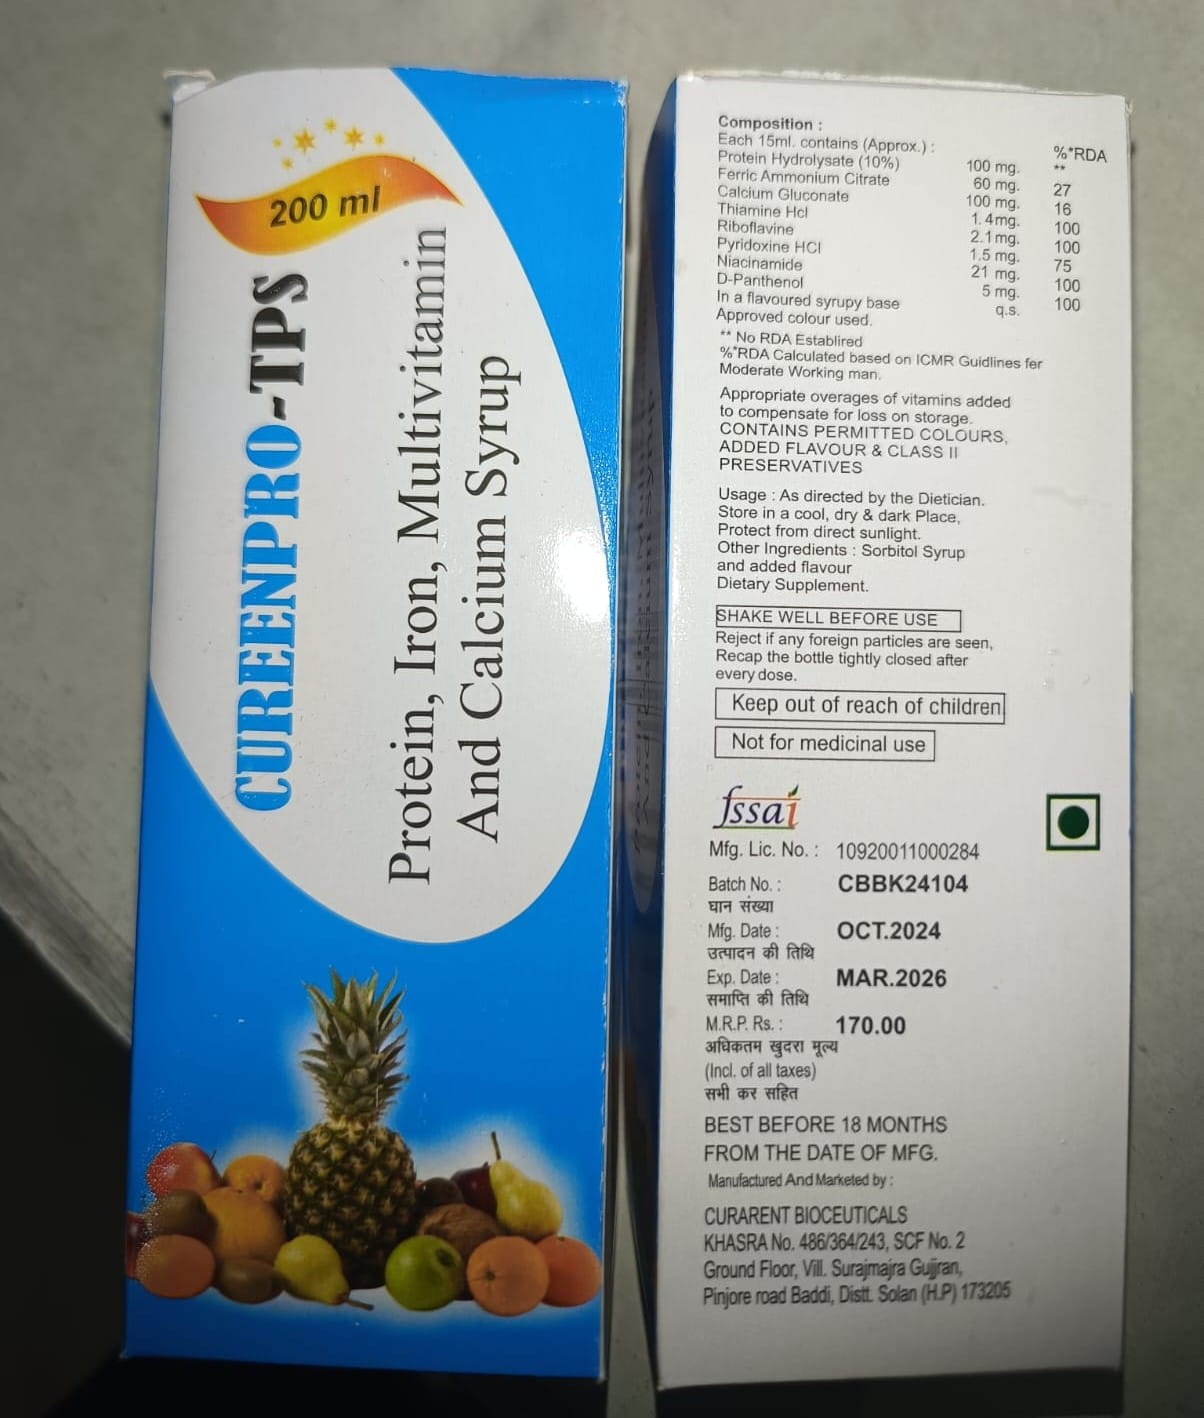 200 ml
CUREENPRO-TPS
Protein, Iron, Multivitamin
And Calcium Syrup
Composition :
Each 15ml. contains (Approx.) : %*RDA
Protein Hydrolysate (10%) 100 mg. **
Ferric Ammonium Citrate 60 mg. 27
Calcium Gluconate 100 mg. 16
Thiamine Hcl 1.4mg. 100
Riboflavine 2.1mg. 100
Pyridoxine HCI 1.5 mg. 75
Niacinamide 21 mg. 100
D-Panthenol 5 mg. 100
In a flavoured syrupy base q.s.
Approved colour used.
** No RDA Establired
%*RDA Calculated based on ICMR Guidlines fer
Moderate Working man.
Appropriate overages of vitamins added
to compensate for loss on storage.
CONTAINS PERMITTED COLOURS,
ADDED FLAVOUR & CLASS II
PRESERVATIVES
Usage : As directed by the Dietician.
Store in a cool, dry & dark Place,
Protect from direct sunlight.
Other Ingredients : Sorbitol Syrup
and added flavour
Dietary Supplement.
SHAKE WELL BEFORE USE
Reject if any foreign particles are seen,
Recap the bottle tightly closed after
every dose.
Keep out of reach of children
Not for medicinal use
fssai
Mfg. Lic. No. : 10920011000284
Batch No. : CBBK24104
घान संख्या
Mfg. Date : OCT.2024
उत्पादन की तिथि
Exp. Date : MAR.2026
समाप्ति की तिथि
M.R.P. Rs. : 170.00
अधिकतम खुदरा मूल्य
(Incl. of all taxes)
सभी कर सहित
BEST BEFORE 18 MONTHS
FROM THE DATE OF MFG.
Manufactured And Marketed by :
CURARENT BIOCEUTICALS
KHASRA No. 486/364/243, SCF No. 2
Ground Floor, Vill. Surajmajra Gujjran,
Pinjore road Baddi, Distt. Solan (H.P) 173205